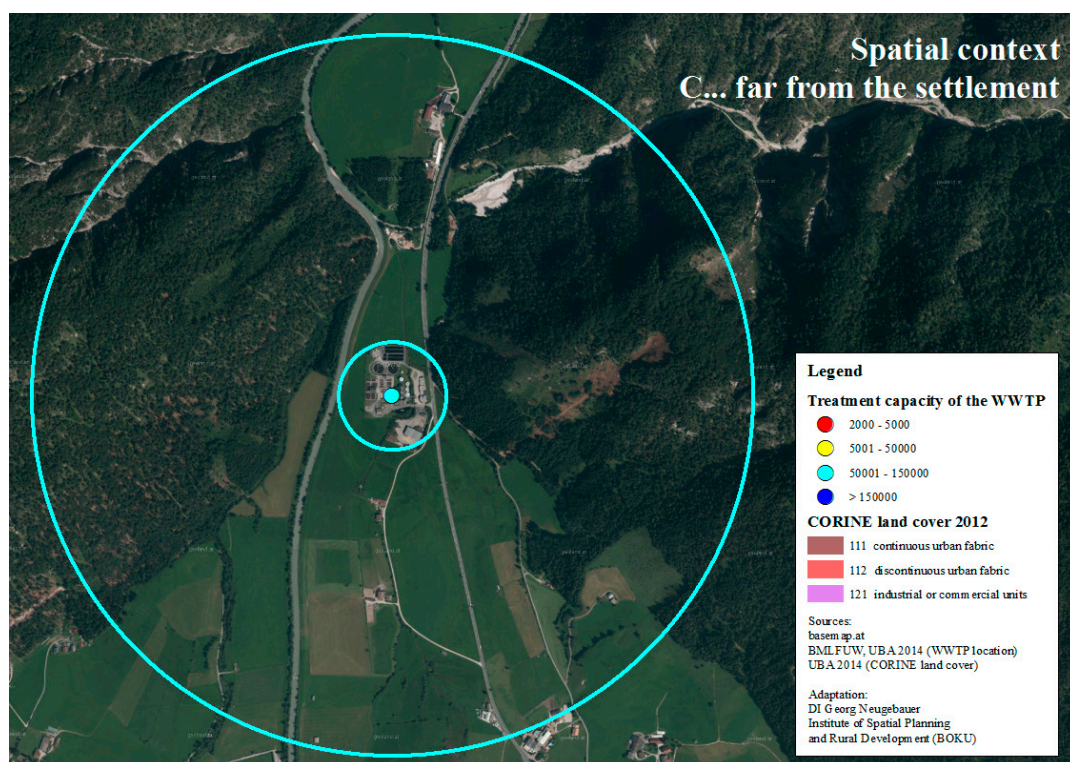 Spatial context
C... far from the settlement
Legend
Treatment capacity of the WWTP
2000 - 5000
5001 - 50000
50001 - 150000
> 150000
CORINE land cover 2012
111 continuous urban fabric
112 discontinuous urban fabric
121 industrial or commercial units
Sources:
basemap.at
BMLFUW, UBA 2014 (WWTP location)
UBA 2014 (CORINE land cover)
Adaptation:
DI Georg Neugebauer
Institute of Spatial Planning
and Rural Development (BOKU)